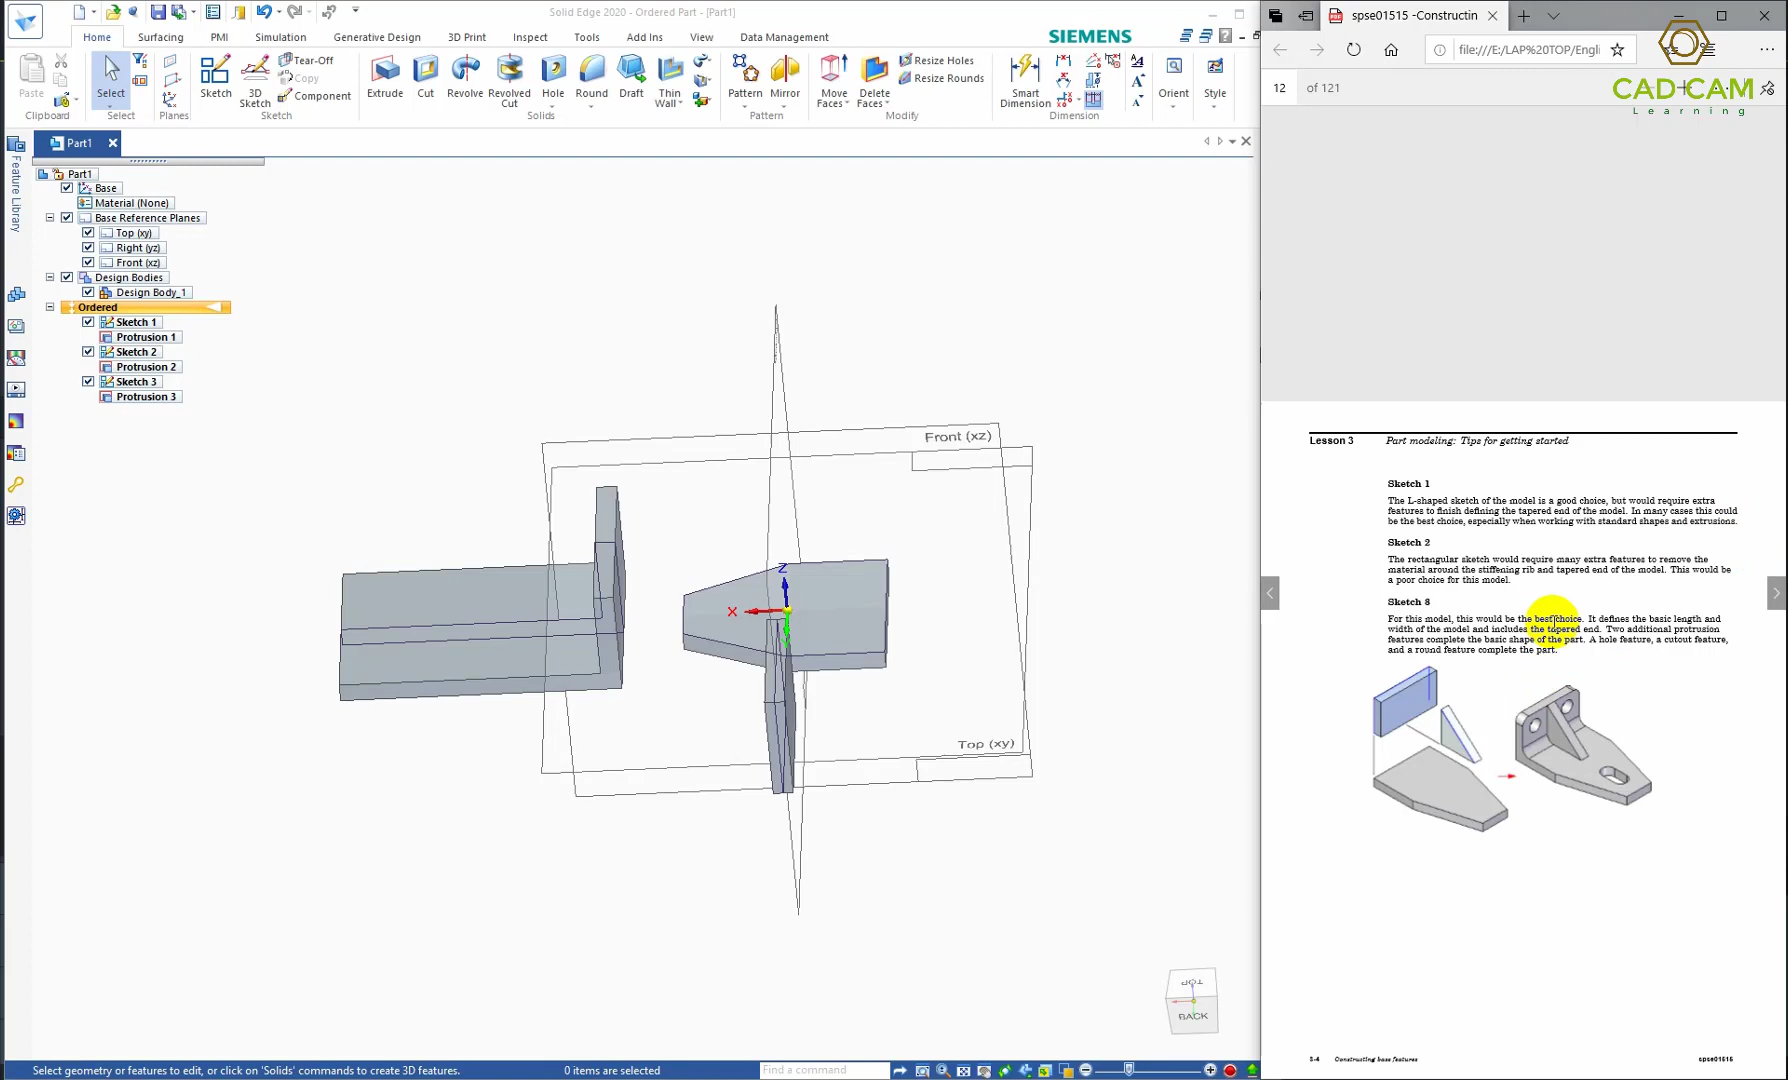 Solid Edge 2020 - Ordered Part - [Part1]
Home Surfacing PMI Simulation Generative Design 3D Print Inspect Tools Add Ins View Data Management
SIEMENS
Paste
Clipboard
Select
Select
Planes
Sketch
3D Sketch
Tear-Off
Copy
Component
Sketch
Extrude
Cut
Revolve
Revolved Cut
Hole
Round
Draft
Thin Wall
Solids
Pattern
Mirror
Pattern
Move Faces
Delete Faces
Resize Holes
Resize Rounds
Modify
Smart Dimension
Dimension
Orient
Style
Part1
Feature Library
Part1
Base
Material (None)
Base Reference Planes
Top (xy)
Right (yz)
Front (xz)
Design Bodies
Design Body_1
Ordered
Sketch 1
Protrusion 1
Sketch 2
Protrusion 2
Sketch 3
Protrusion 3
Front (xz)
Z
X
Top (xy)
TOP
BACK
Select geometry or features to edit, or click on 'Solids' commands to create 3D features.
0 items are selected
Find a command
spse01515 -Constructin
file:///E:/LAP%20TOP/Engli
12 of 121
CAD-CAM
Learning
Lesson 3 Part modeling: Tips for getting started
Sketch 1
The L-shaped sketch of the model is a good choice, but would require extra
features to finish defining the tapered end of the model. In many cases this could
be the best choice, especially when working with standard shapes and extrusions.
Sketch 2
The rectangular sketch would require many extra features to remove the
material around the stiffening rib and tapered end of the model. This would be
a poor choice for this model.
Sketch 3
For this model, this would be the best choice. It defines the basic length and
width of the model and includes the tapered end. Two additional protrusion
features complete the basic shape of the part. A hole feature, a cutout feature,
and a round feature complete the part.
3-4 Constructing base features spse01515